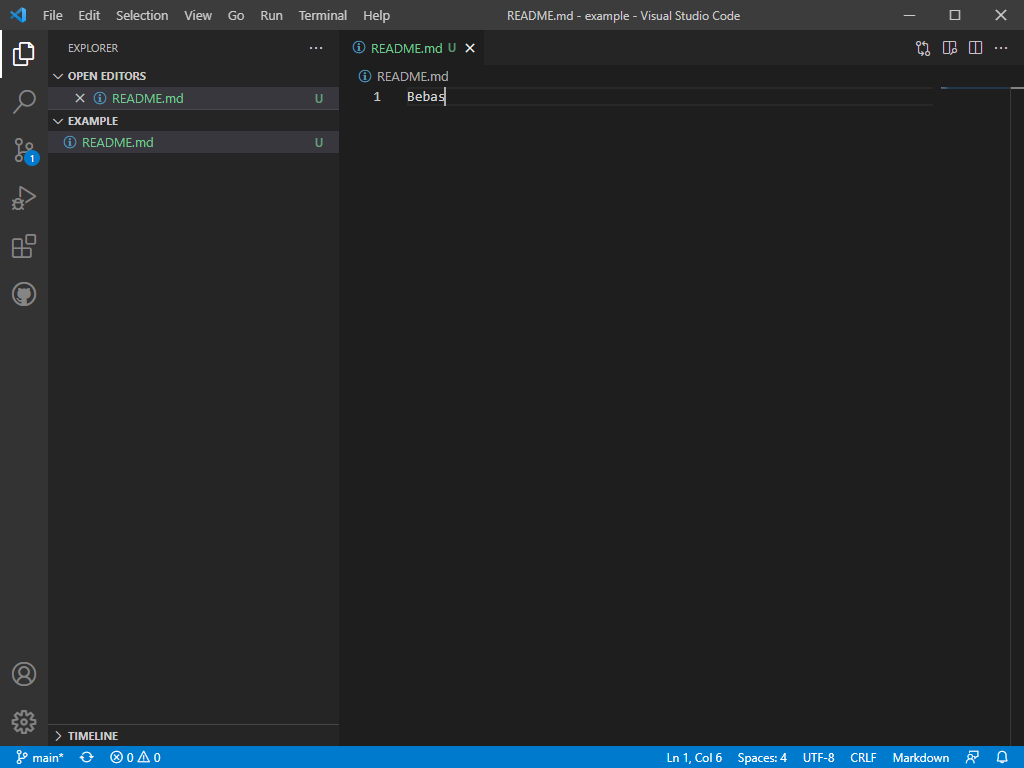 File Edit Selection View Go Run Terminal Help README.md - example - Visual Studio Code
EXPLORER
OPEN EDITORS
README.md U
EXAMPLE
README.md U
TIMELINE
1
README.md U
README.md
1 Bebas
main* 0 0 Ln 1, Col 6 Spaces: 4 UTF-8 CRLF Markdown